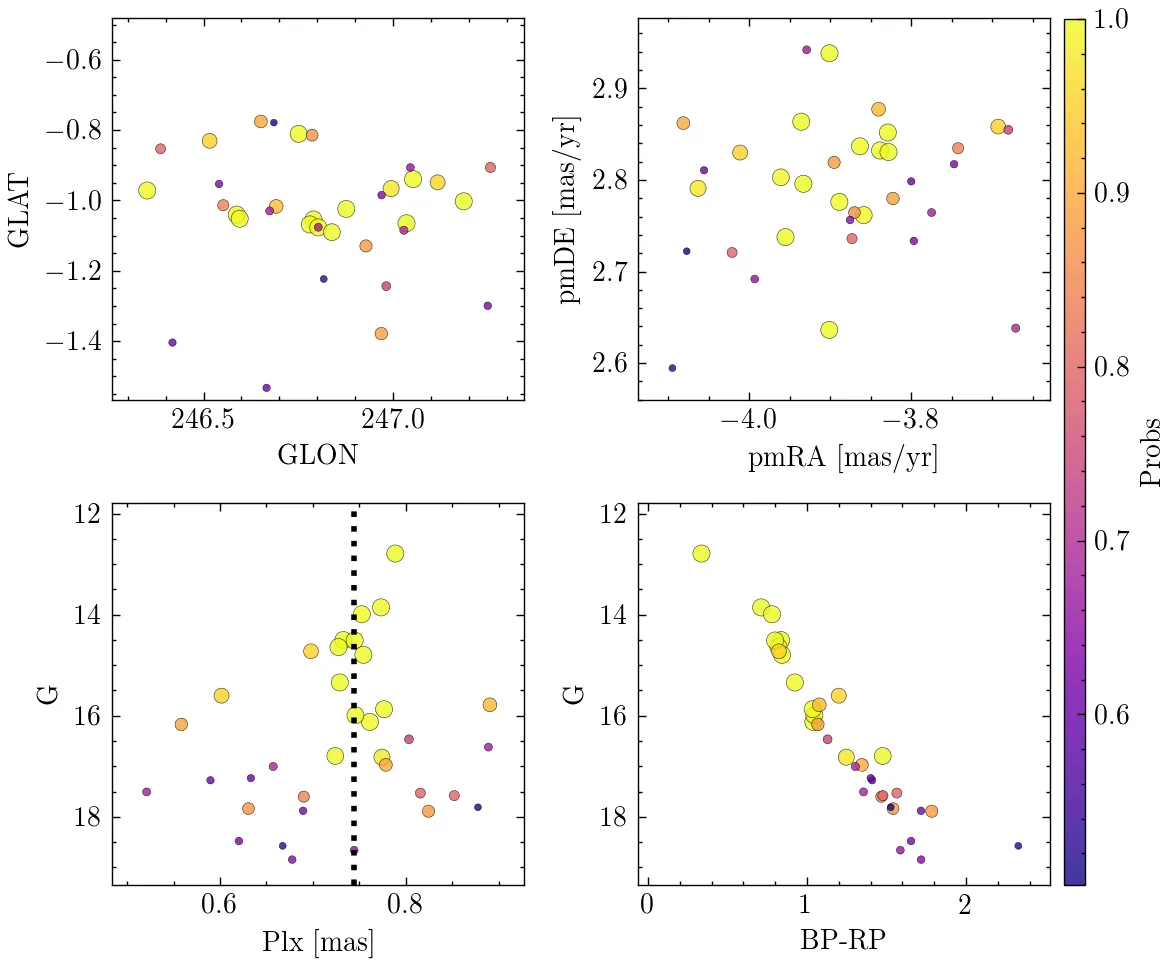 −0.6
−0.8
−1.0
−1.2
−1.4
GLAT
246.5 247.0
GLON
2.9
2.8
2.7
2.6
pmDE [mas/yr]
−4.0 −3.8
pmRA [mas/yr]
1.0
0.9
0.8
0.7
0.6
Probs
12
14
16
18
G
0.6 0.8
Plx [mas]
12
14
16
18
G
0 1 2
BP-RP